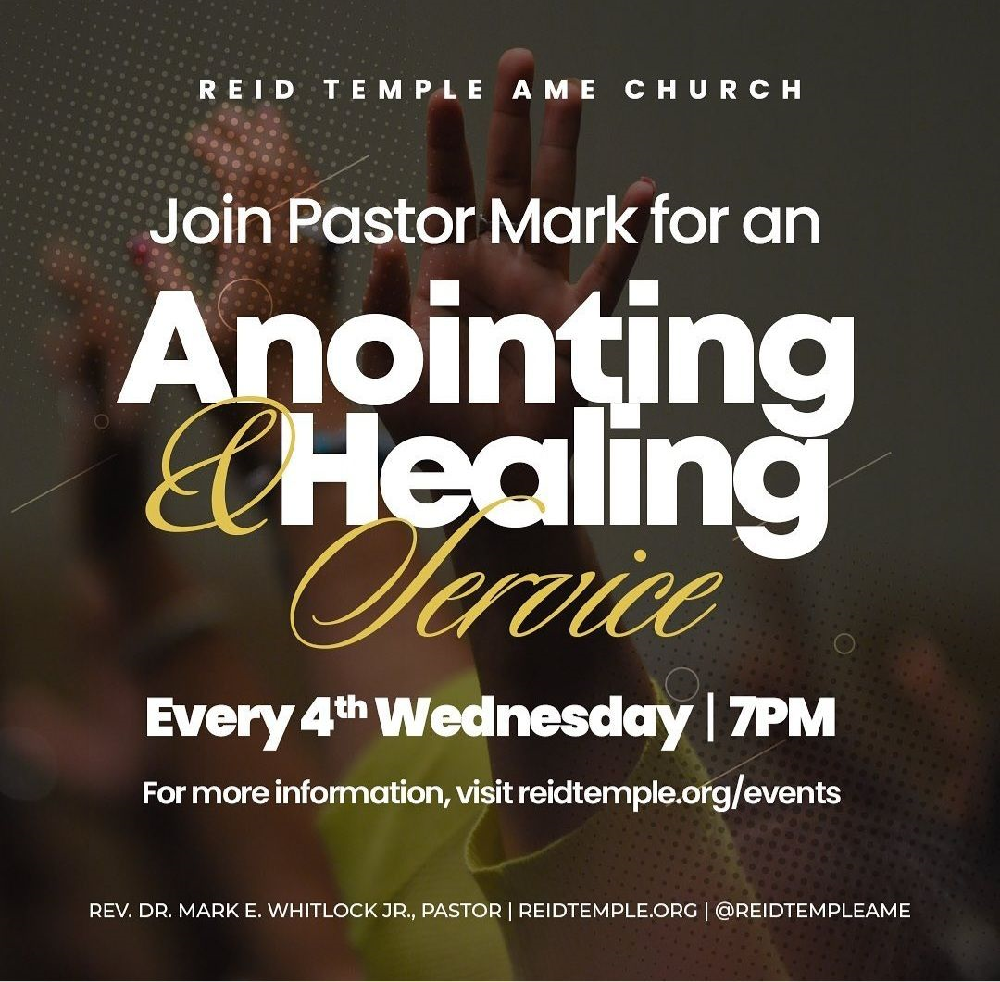 REID TEMPLE AME CHURCH
Join Pastor Mark for an
Anointing
& Healing
Service
Every 4th Wednesday | 7PM
For more information, visit reidtemple.org/events
REV. DR. MARK E. WHITLOCK JR., PASTOR | REIDTEMPLE.ORG | @REIDTEMPLEAME